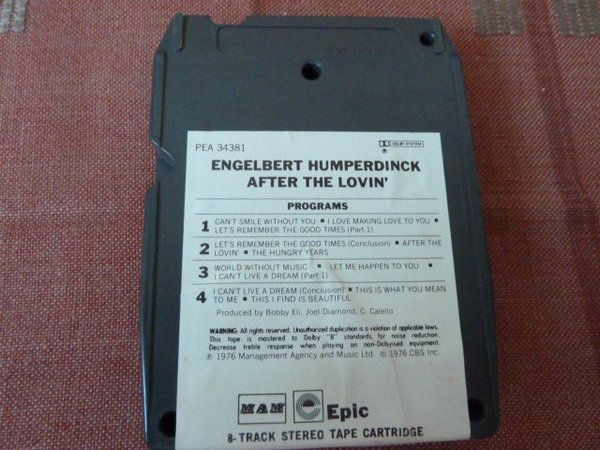 PEA 34381
DOLBY SYSTEM
ENGELBERT HUMPERDINCK
AFTER THE LOVIN'
PROGRAMS
1 CAN'T SMILE WITHOUT YOU ■ I LOVE MAKING LOVE TO YOU ■
LET'S REMEMBER THE GOOD TIMES (Part 1)
2 LET'S REMEMBER THE GOOD TIMES (Conclusion) ■ AFTER THE
LOVIN' ■ THE HUNGRY YEARS
3 WORLD WITHOUT MUSIC ■ LET ME HAPPEN TO YOU ■
I CAN'T LIVE A DREAM (Part 1)
4 I CAN'T LIVE A DREAM (Conclusion) ■ THIS IS WHAT YOU MEAN
TO ME ■ THIS I FIND IS BEAUTIFUL
Produced by Bobby Eli, Joel Diamond, C. Calello
WARNING: All rights reserved. Unauthorized duplication is a violation of applicable laws.
This tape is mastered to Dolby "B" standards for noise reduction.
Decrease treble response when playing on non-Dolbyised equipment.
℗ 1976 Management Agency and Music Ltd. © 1976 CBS Inc.
MAM e Epic
8-TRACK STEREO TAPE CARTRIDGE